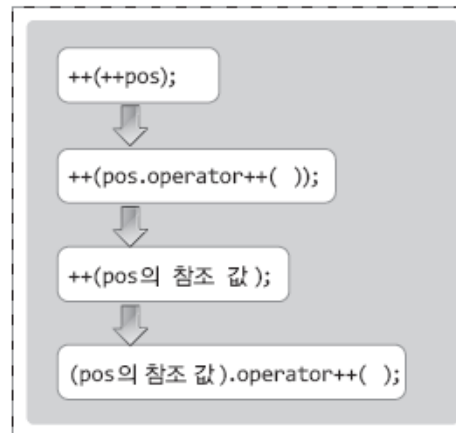 ++(++pos);
++(pos.operator++( ));
++(pos의 참조 값 );
(pos의 참조 값 ).operator++( );